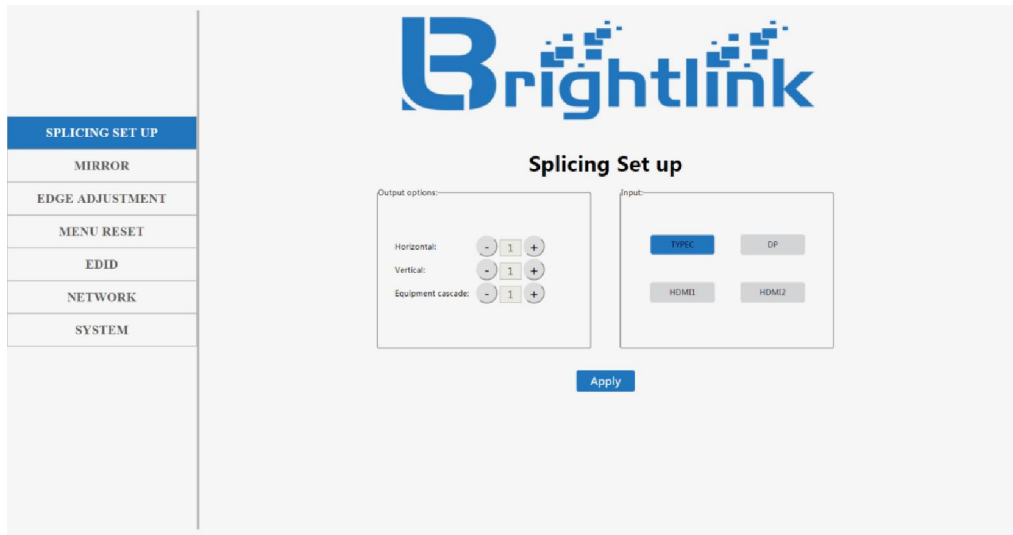 Brightlink
SPLICING SET UP
MIRROR
EDGE ADJUSTMENT
MENU RESET
EDID
NETWORK
SYSTEM
Splicing Set up
Output options:
Horizontal: - 1 +
Vertical: - 1 +
Equipment cascade: - 1 +
Input:
TYPEC DP
HDMI1 HDMI2
Apply